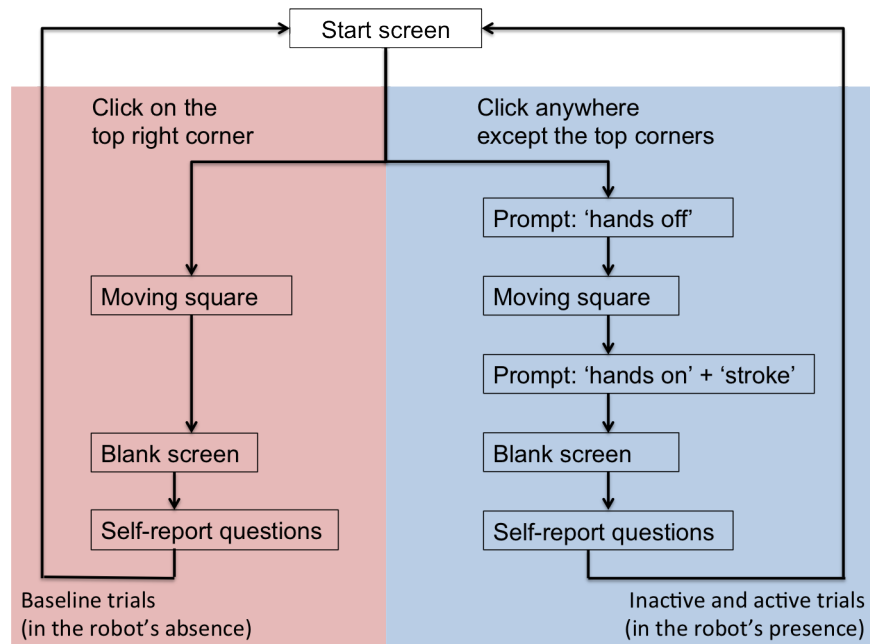 Start screen
Click on the
top right corner
Click anywhere
except the top corners
Prompt: ‘hands off’
Moving square
Moving square
Prompt: ‘hands on’ + ‘stroke’
Blank screen
Blank screen
Self-report questions
Self-report questions
Baseline trials
(in the robot’s absence)
Inactive and active trials
(in the robot’s presence)